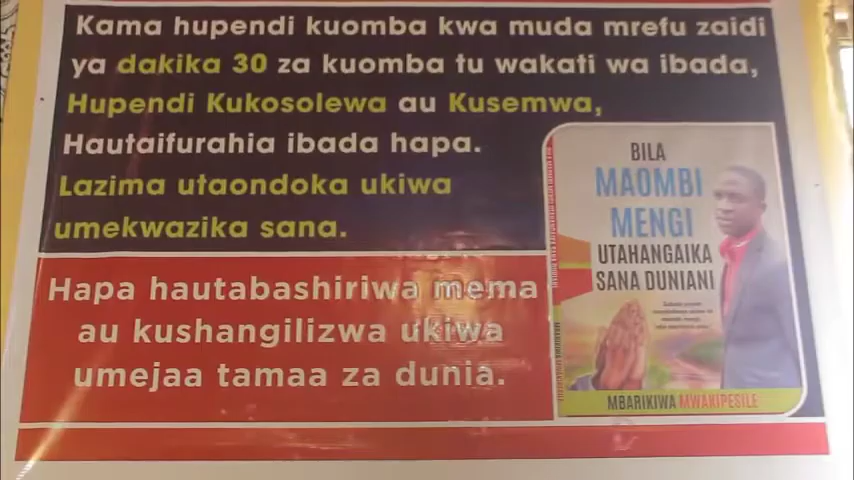 Kama hupendi kuomba kwa muda mrefu zaidi
ya dakika 30 za kuomba tu wakati wa ibada,
Hupendi Kukosolewa au Kusemwa,
Hautaifurahia ibada hapa.
Lazima utaondoka ukiwa
umekwazika sana.
Hapa hautabashiriwa mema
au kushangilizwa ukiwa
umejaa tamaa za dunia.
BILA
MAOMBI
MENGI
UTAHANGAIKA
SANA DUNIANI
MBARIKIWA MWAKIPESILE